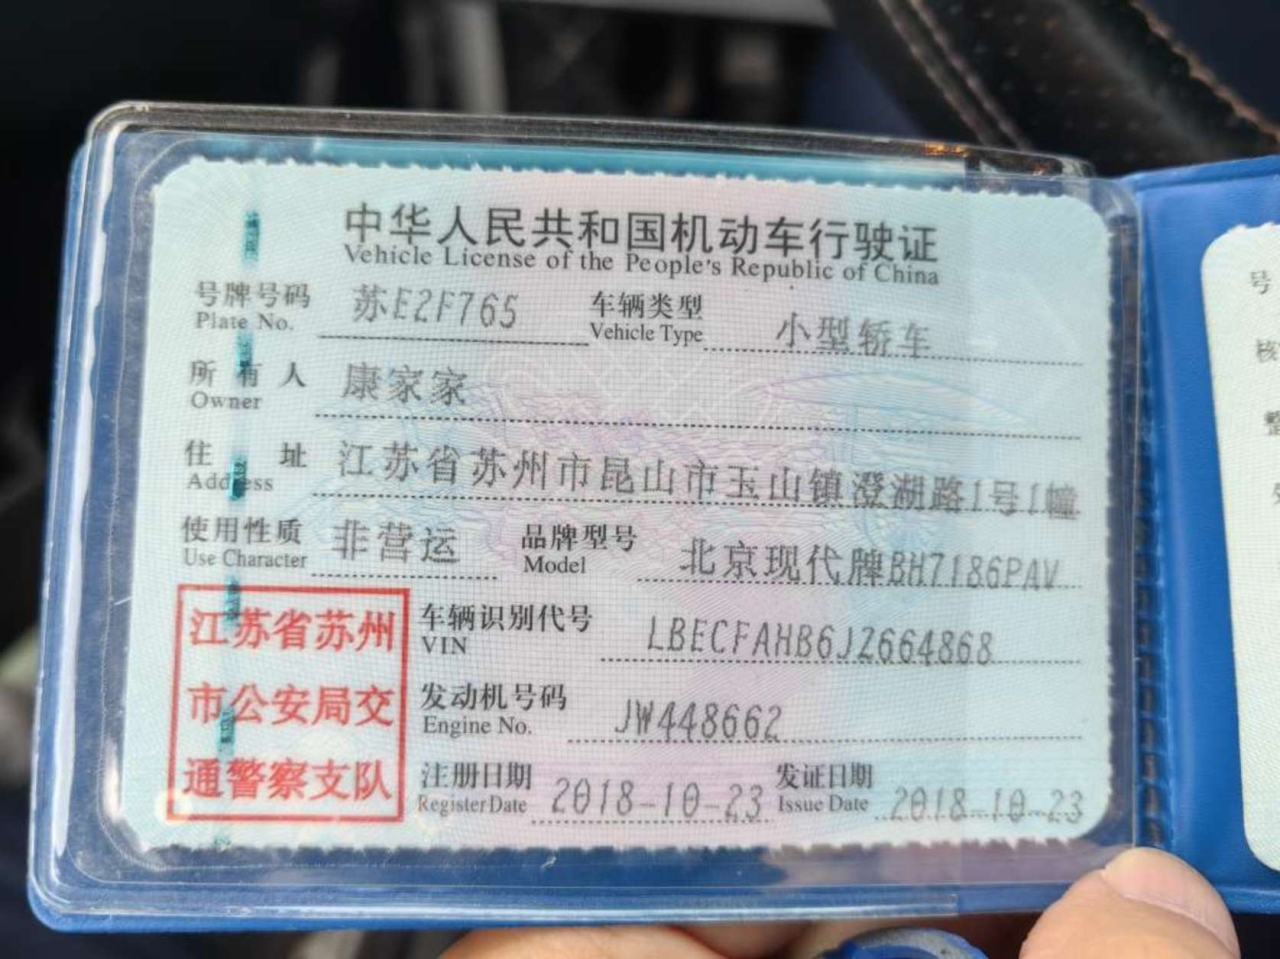 中华人民共和国机动车行驶证
Vehicle License of the People's Republic of China
号牌号码 苏E2F765 车辆类型 小型轿车
Plate No. Vehicle Type
所有人 康家家
Owner
住址 江苏省苏州市昆山市玉山镇澄湖路1号1幢
Address
使用性质 非营运 品牌型号 北京现代牌BH7186PAV
Use Character Model
江苏省苏州
市公安局交
通警察支队
车辆识别代号 LBECFAHB6JZ664868
VIN
发动机号码 JW448662
Engine No.
注册日期 2018-10-23 发证日期 2018-10-23
Register Date Issue Date
号
核
整